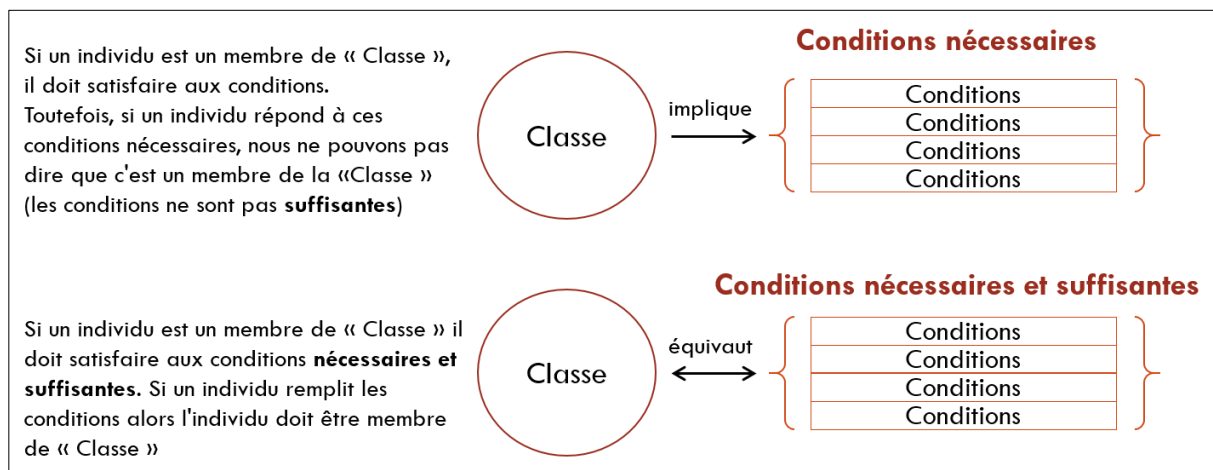 Si un individu est un membre de « Classe »,
il doit satisfaire aux conditions.
Toutefois, si un individu répond à ces
conditions nécessaires, nous ne pouvons pas
dire que c'est un membre de la «Classe »
(les conditions ne sont pas suffisantes)
Classe
implique
Conditions nécessaires
Conditions
Conditions
Conditions
Conditions
Si un individu est un membre de « Classe » il
doit satisfaire aux conditions nécessaires et
suffisantes. Si un individu remplit les
conditions alors l'individu doit être membre
de « Classe »
Classe
équivaut
Conditions nécessaires et suffisantes
Conditions
Conditions
Conditions
Conditions